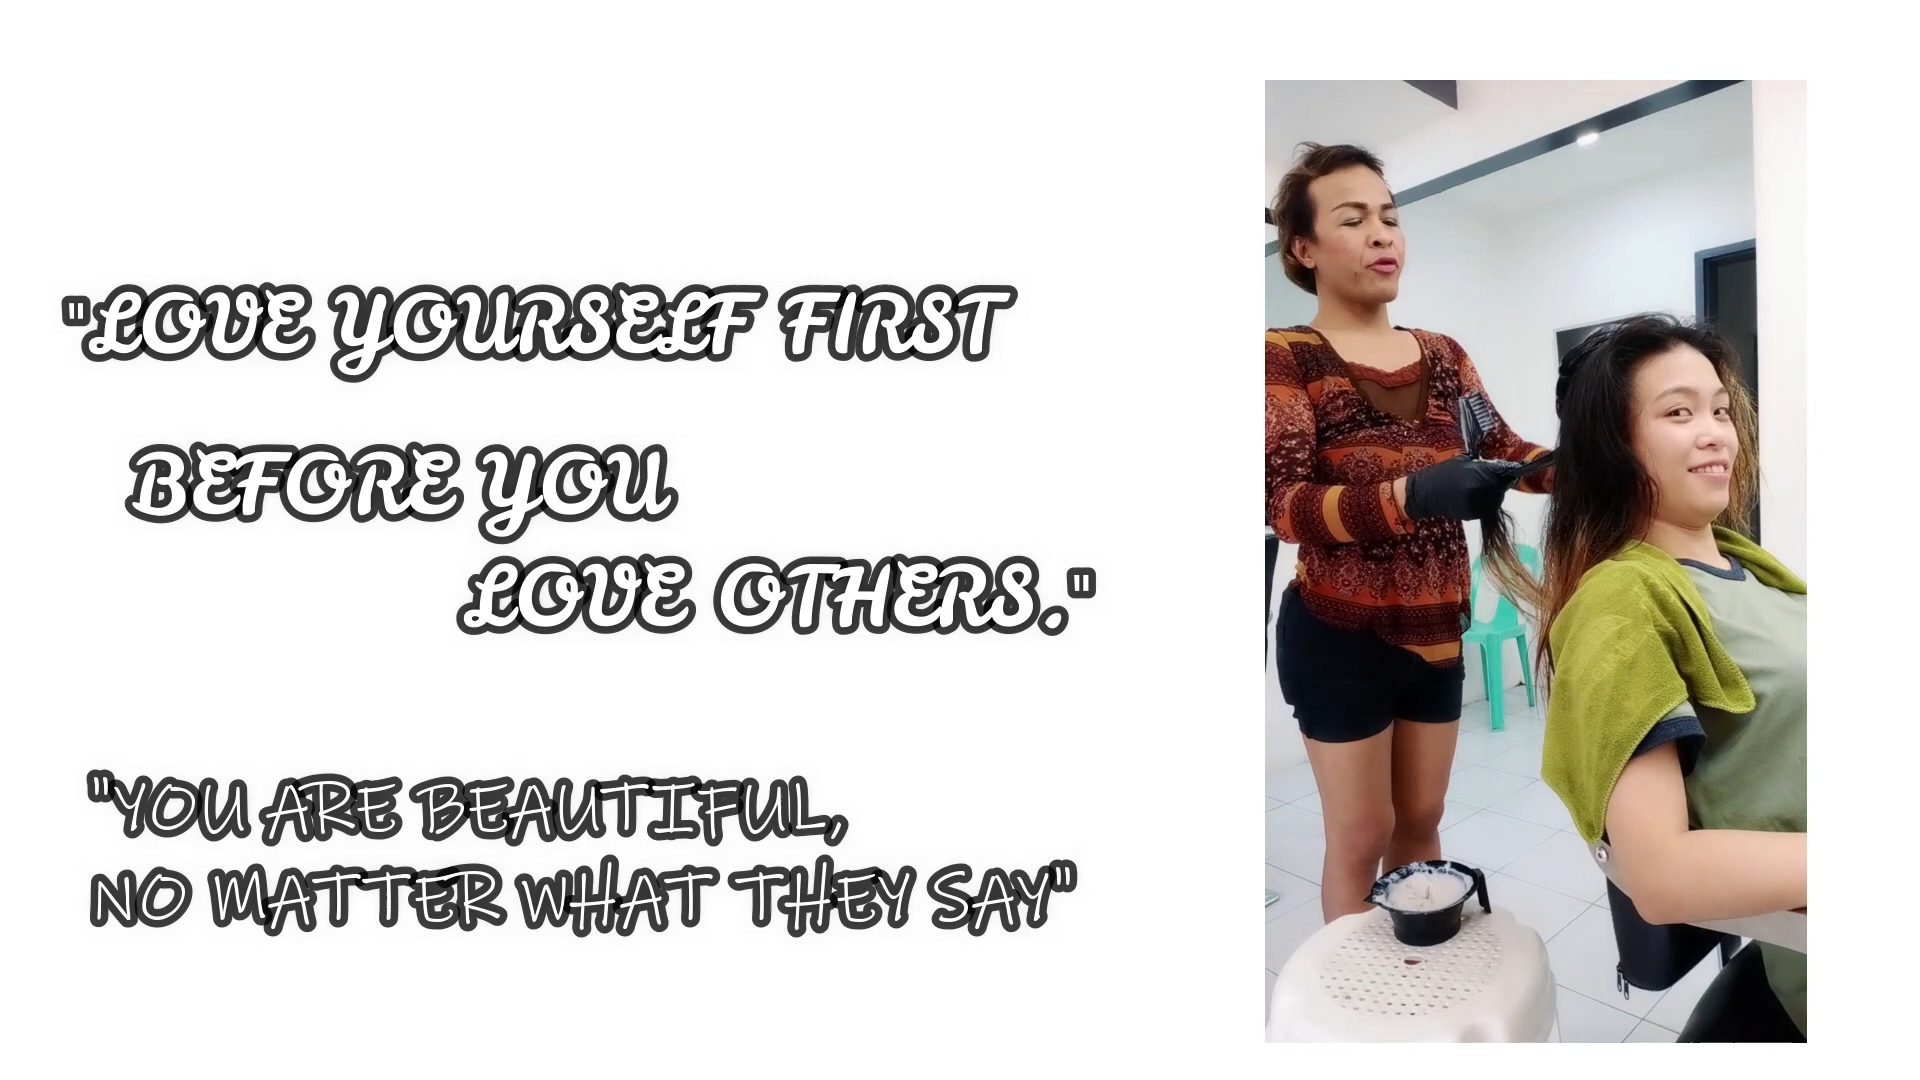 "LOVE YOURSELF FIRST
BEFORE YOU
LOVE OTHERS."
"YOU ARE BEAUTIFUL,
NO MATTER WHAT THEY SAY"